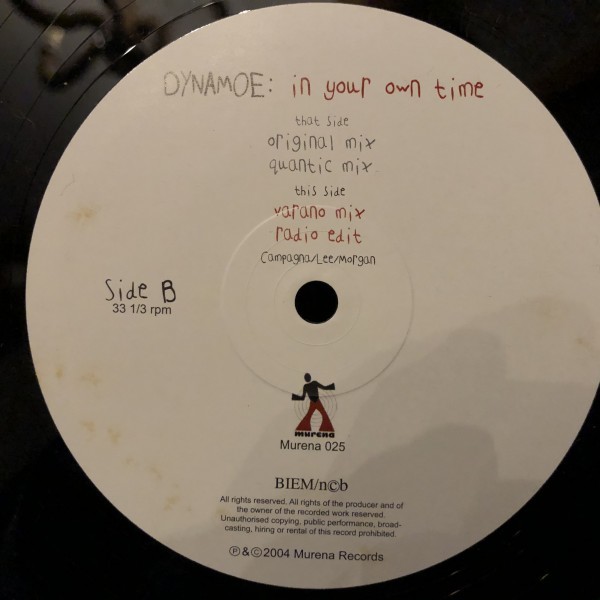 DYNAMOE: in your own time
that side
original mix
quantic mix
this side
varano mix
radio edit
Campagna/Lee/Morgan
Side B
33 1/3 rpm
murena
Murena 025
BIEM/n©b
All rights reserved. All rights of the producer and of
the owner of the recorded work reserved.
Unauthorised copying, public performance, broad-
casting, hiring or rental of this record prohibited.
℗&©2004 Murena Records